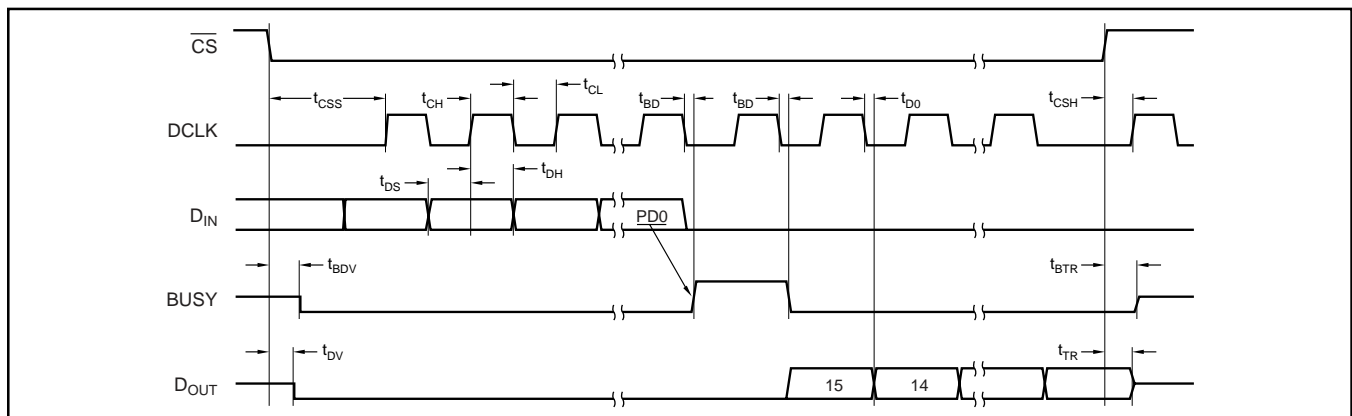 CS
tCSS
tCH
tCL
tBD
tBD
tD0
tCSH
DCLK
tDS
tDH
DIN
PD0
tBDV
tBTR
BUSY
tDV
tTR
DOUT
15
14